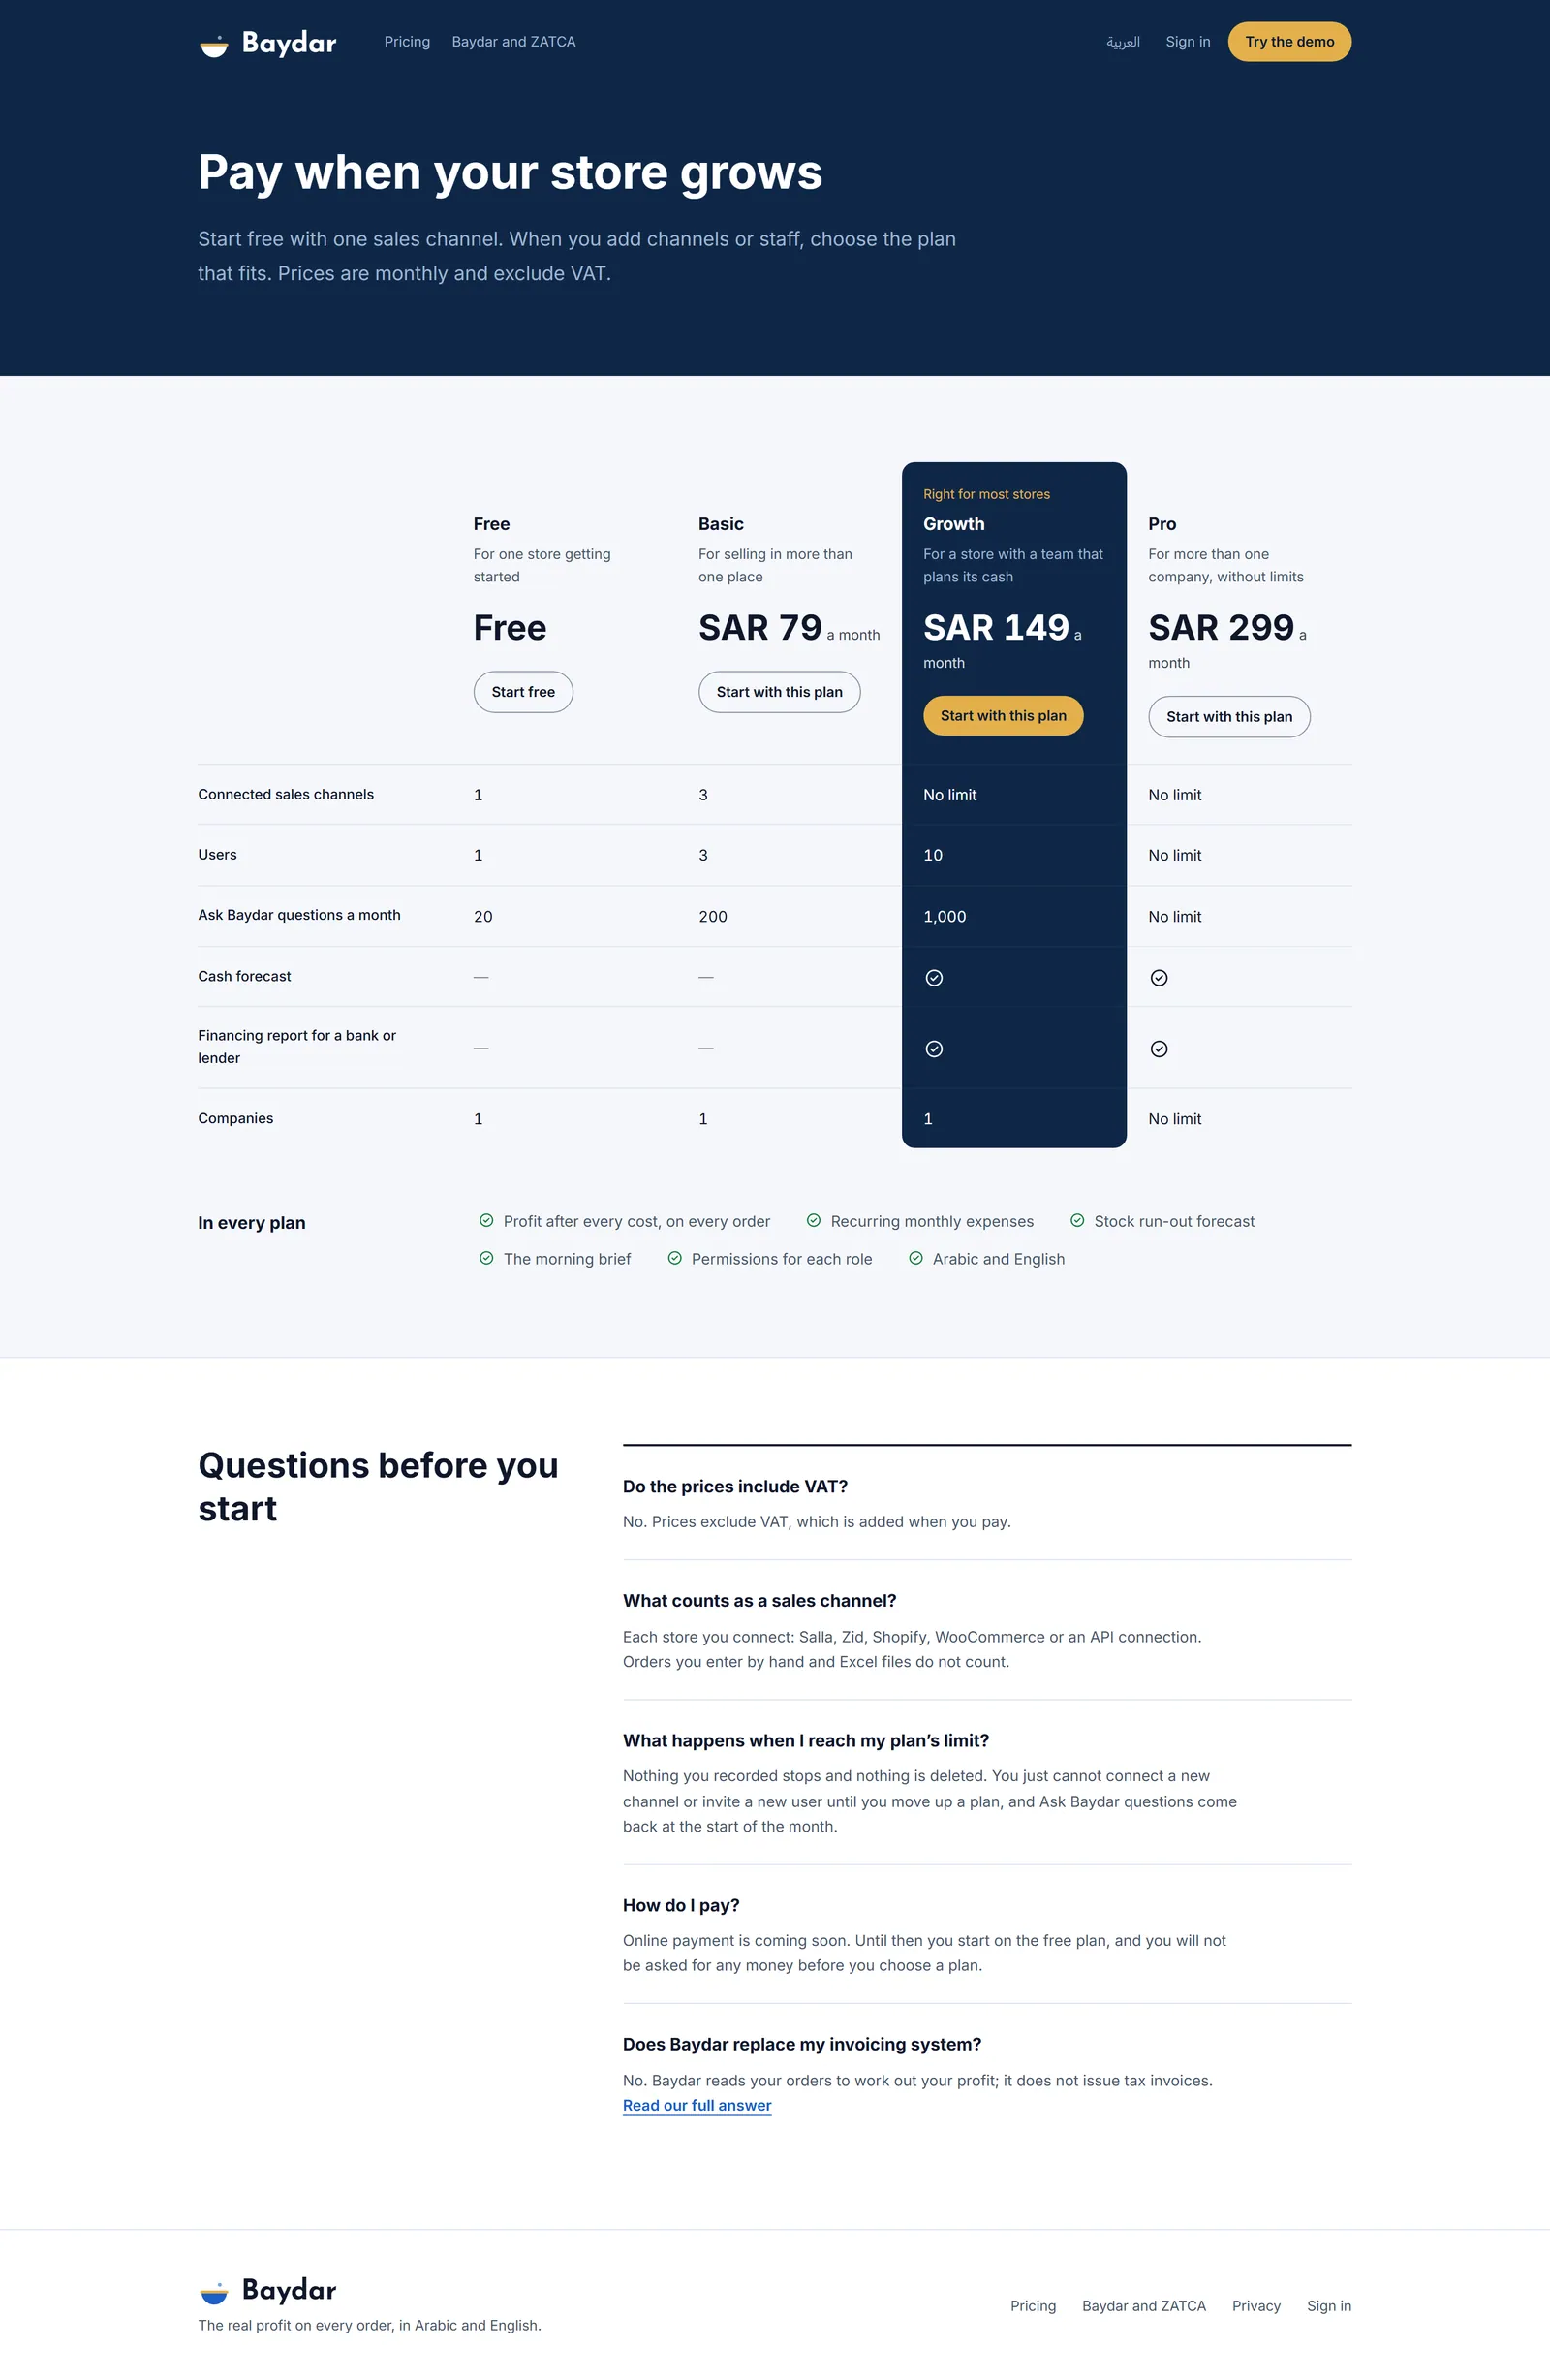 Baydar
Pricing
Baydar and ZATCA
العربية
Sign in
Try the demo
Pay when your store grows
Start free with one sales channel. When you add channels or staff, choose the plan
that fits. Prices are monthly and exclude VAT.
Free
For one store getting
started
Free
Start free
Basic
For selling in more than
one place
SAR 79 a month
Start with this plan
Right for most stores
Growth
For a store with a team that
plans its cash
SAR 149 a
month
Start with this plan
Pro
For more than one
company, without limits
SAR 299 a
month
Start with this plan
Connected sales channels 1 3 No limit No limit
Users 1 3 10 No limit
Ask Baydar questions a month 20 200 1,000 No limit
Cash forecast — —
Financing report for a bank or
lender — —
Companies 1 1 1 No limit
In every plan
Profit after every cost, on every order
Recurring monthly expenses
Stock run-out forecast
The morning brief
Permissions for each role
Arabic and English
Questions before you
start
Do the prices include VAT?
No. Prices exclude VAT, which is added when you pay.
What counts as a sales channel?
Each store you connect: Salla, Zid, Shopify, WooCommerce or an API connection.
Orders you enter by hand and Excel files do not count.
What happens when I reach my plan’s limit?
Nothing you recorded stops and nothing is deleted. You just cannot connect a new
channel or invite a new user until you move up a plan, and Ask Baydar questions come
back at the start of the month.
How do I pay?
Online payment is coming soon. Until then you start on the free plan, and you will not
be asked for any money before you choose a plan.
Does Baydar replace my invoicing system?
No. Baydar reads your orders to work out your profit; it does not issue tax invoices.
Read our full answer
Baydar
The real profit on every order, in Arabic and English.
Pricing
Baydar and ZATCA
Privacy
Sign in